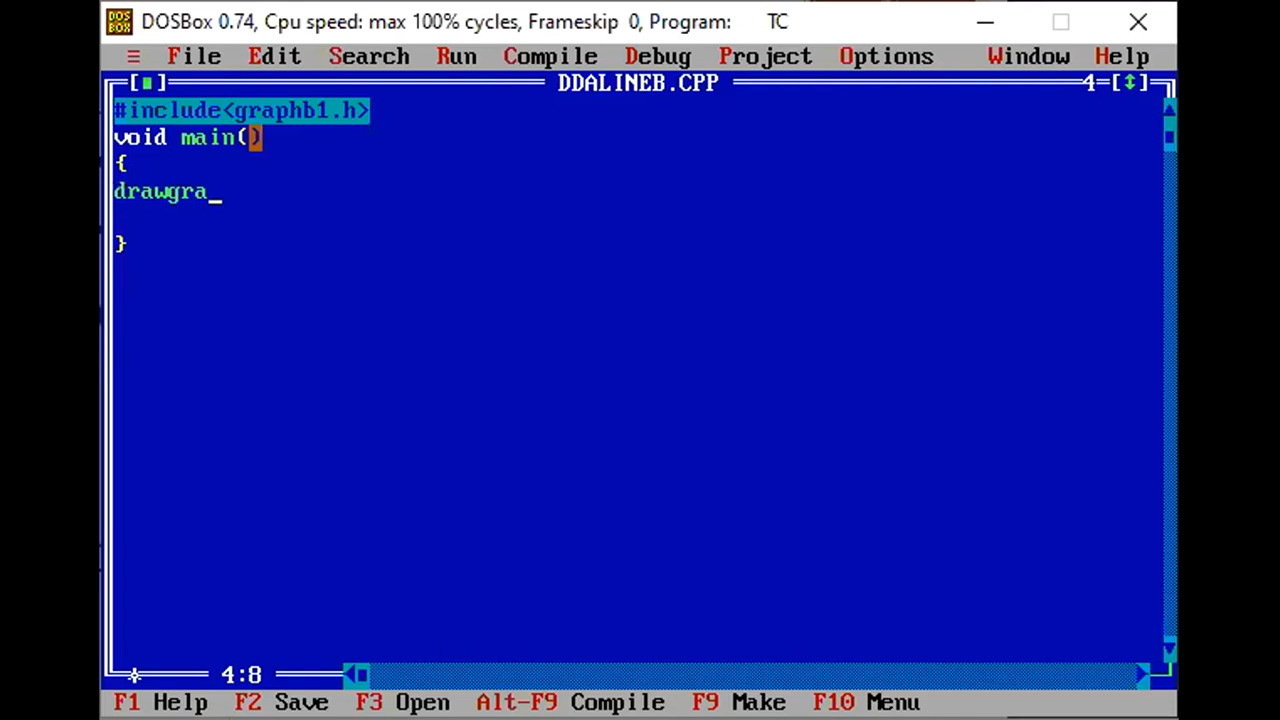 DOS BOX DOSBox 0.74, Cpu speed: max 100% cycles, Frameskip 0, Program: TC
≡ File Edit Search Run Compile Debug Project Options Window Help
DDALINEB.CPP 4
#include<graphb1.h>
void main()
{
drawgra_
}
4:8
F1 Help F2 Save F3 Open Alt-F9 Compile F9 Make F10 Menu